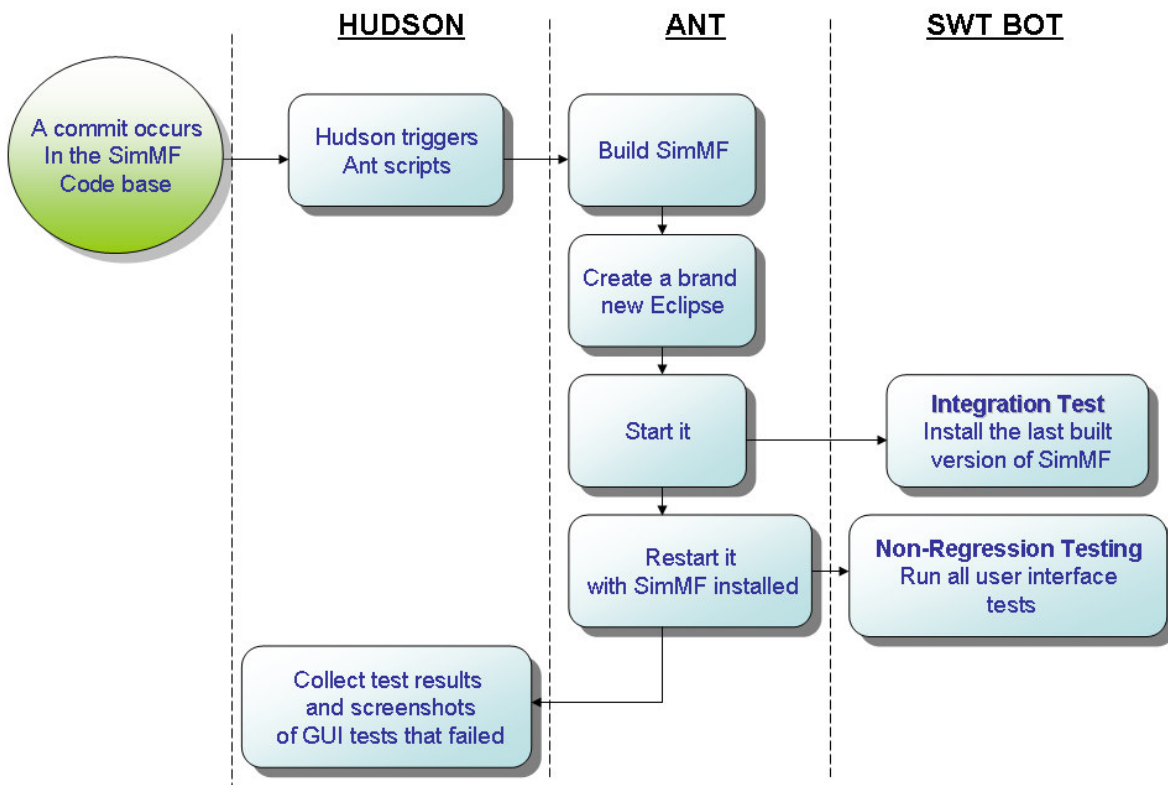 HUDSON
ANT
SWT BOT
A commit occurs
In the SimMF
Code base
Hudson triggers
Ant scripts
Build SimMF
Create a brand
new Eclipse
Start it
Integration Test
Install the last built
version of SimMF
Restart it
with SimMF installed
Non-Regression Testing
Run all user interface
tests
Collect test results
and screenshots
of GUI tests that failed